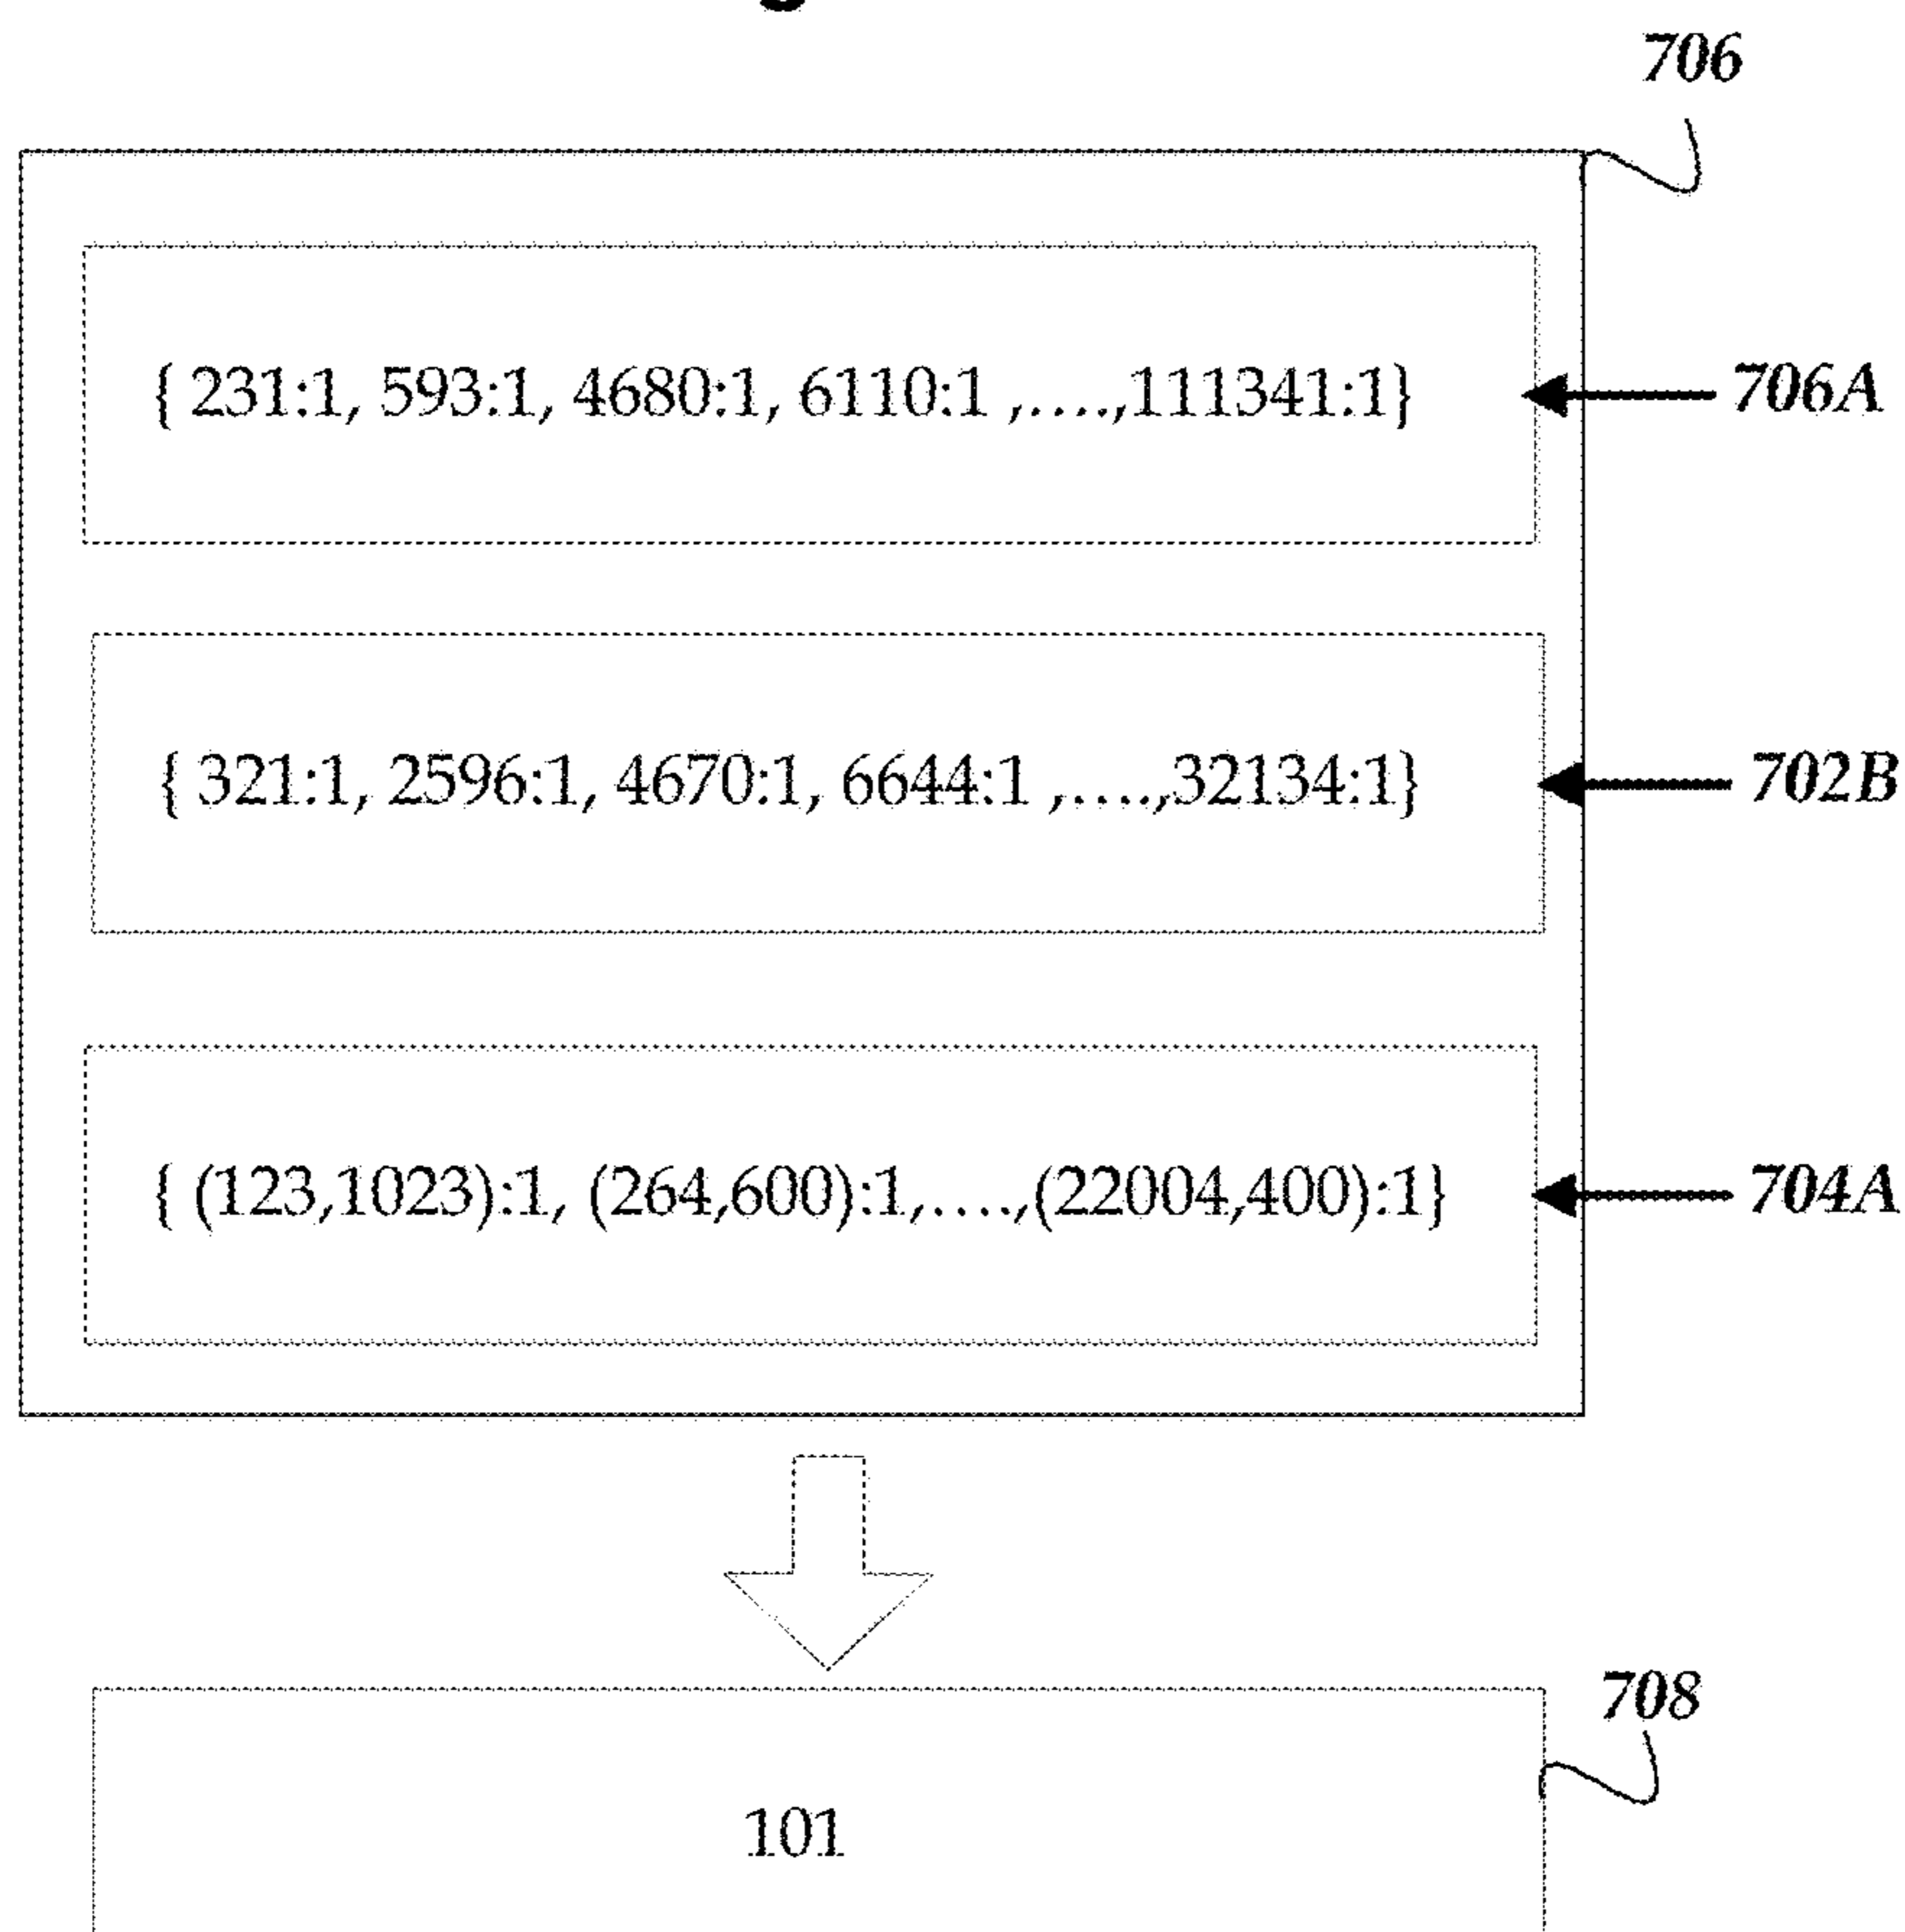 706
{ 231:1, 593:1, 4680:1, 6110:1 ,....,111341:1}
706A
{ 321:1, 2596:1, 4670:1, 6644:1 ,....,32134:1}
702B
{ (123,1023):1, (264,600):1,....,(22004,400):1}
704A
708
101